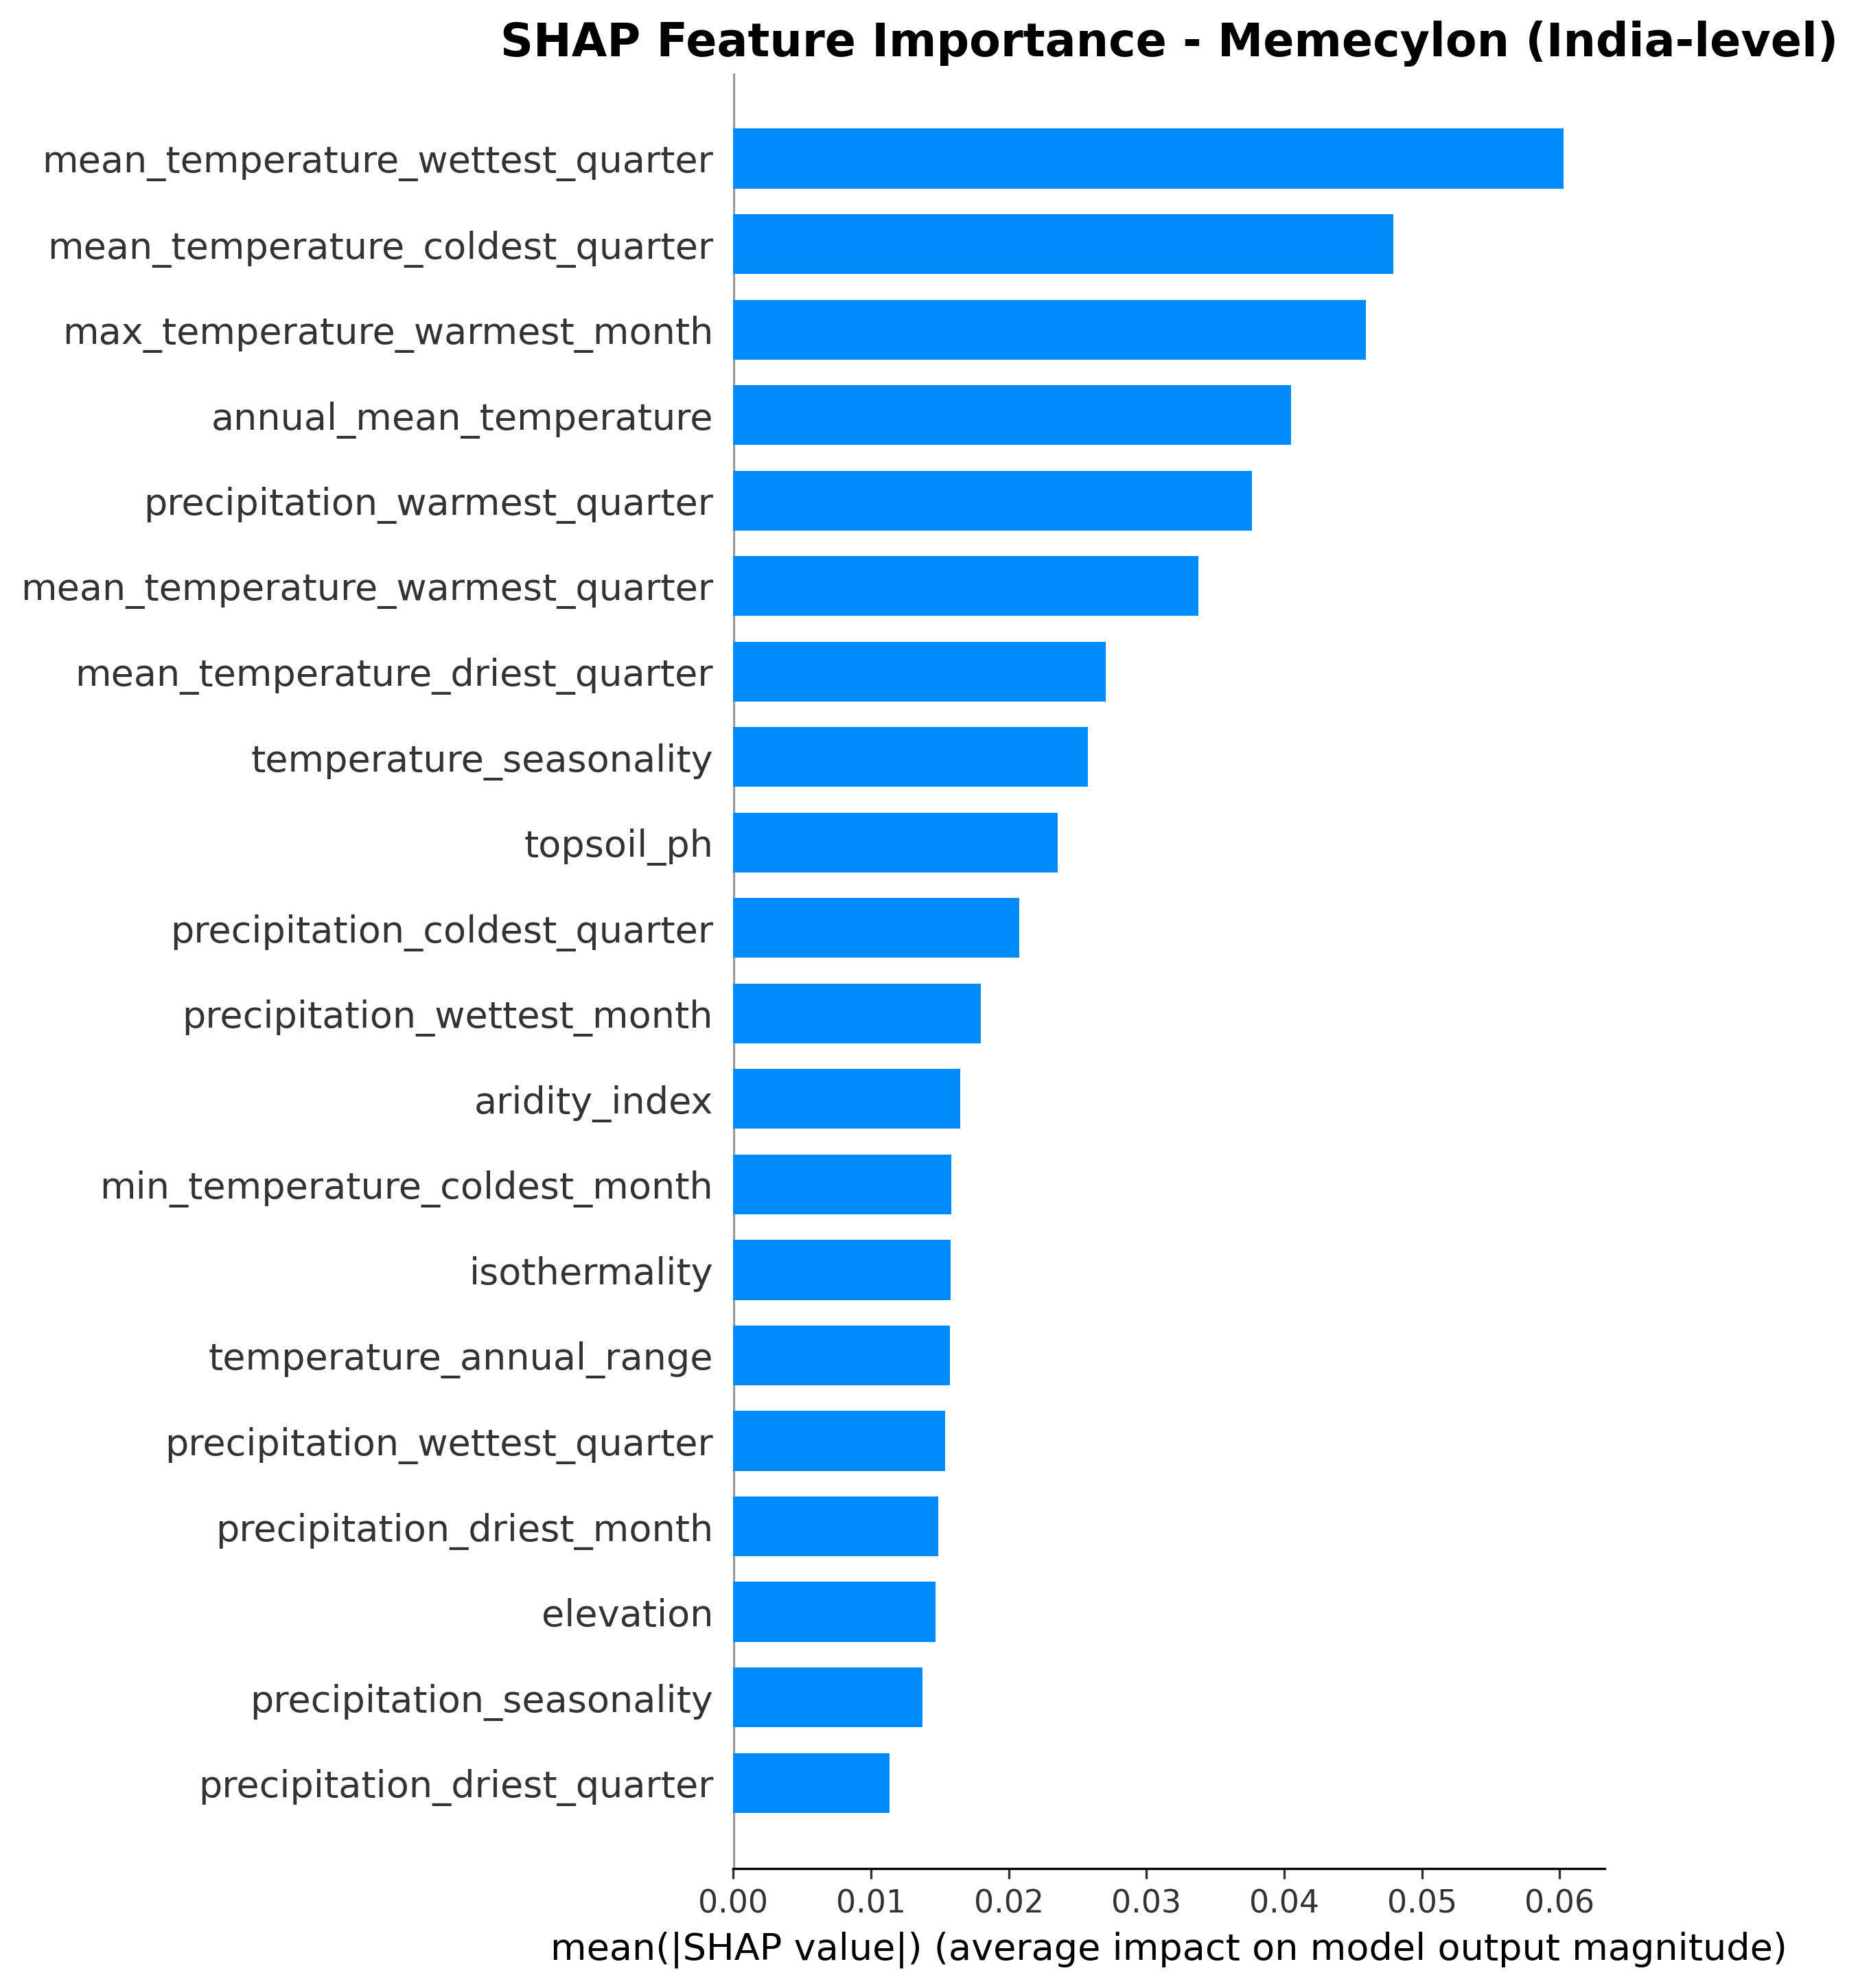 SHAP Feature Importance - Memecylon (India-level)
mean_temperature_wettest_quarter
mean_temperature_coldest_quarter
max_temperature_warmest_month
annual_mean_temperature
precipitation_warmest_quarter
mean_temperature_warmest_quarter
mean_temperature_driest_quarter
temperature_seasonality
topsoil_ph
precipitation_coldest_quarter
precipitation_wettest_month
aridity_index
min_temperature_coldest_month
isothermality
temperature_annual_range
precipitation_wettest_quarter
precipitation_driest_month
elevation
precipitation_seasonality
precipitation_driest_quarter
0.00 0.01 0.02 0.03 0.04 0.05 0.06
mean(|SHAP value|) (average impact on model output magnitude)